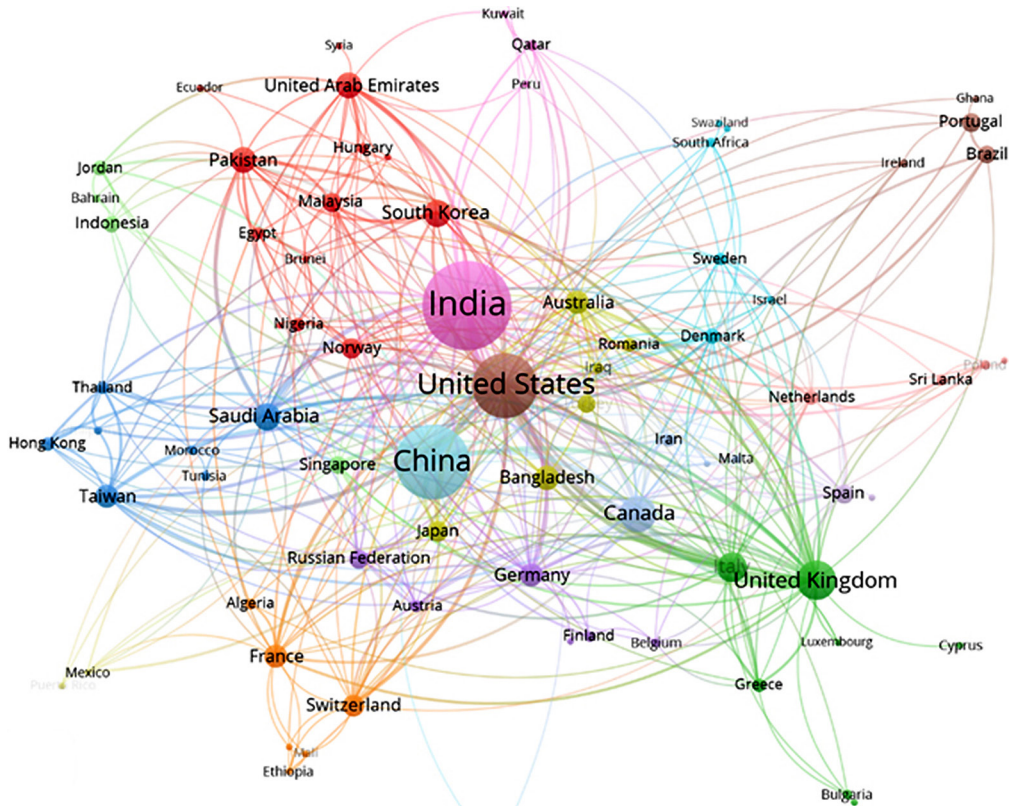 Kuwait
Syria
Qatar
Ecuador
United Arab Emirates
Peru
Ghana
Swaziland
Portugal
South Africa
Hungary
Brazil
Pakistan
Ireland
Jordan
Bahrain
Malaysia
South Korea
Indonesia
Egypt
Brunei
Sweden
India
Australia
Israel
Nigeria
Denmark
Romania
Norway
Iraq
Poland
United States
Sri Lanka
Thailand
Netherlands
Saudi Arabia
Hong Kong
Iran
Morocco
China
Malta
Singapore
Tunisia
Bangladesh
Spain
Taiwan
Canada
Japan
Russian Federation
Italy
Germany
United Kingdom
Algeria
Austria
Finland
Belgium
Luxembourg
Cyprus
France
Mexico
Puerto Rico
Greece
Switzerland
Mali
Ethiopia
Bulgaria